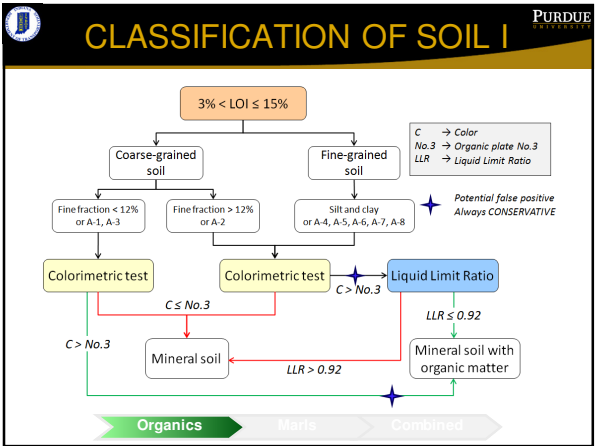 CLASSIFICATION OF SOIL I
PURDUE
UNIVERSITY
3% < LOI ≤ 15%
C → Color
No.3 → Organic plate No.3
LLR → Liquid Limit Ratio
Coarse-grained
soil
Fine-grained
soil
Potential false positive
Always CONSERVATIVE
Fine fraction < 12%
or A-1, A-3
Fine fraction > 12%
or A-2
Silt and clay
or A-4, A-5, A-6, A-7, A-8
Colorimetric test
Colorimetric test
Liquid Limit Ratio
C > No.3
C ≤ No.3
LLR ≤ 0.92
C > No.3
Mineral soil
LLR > 0.92
Mineral soil with
organic matter
Organics
Marls
Combined